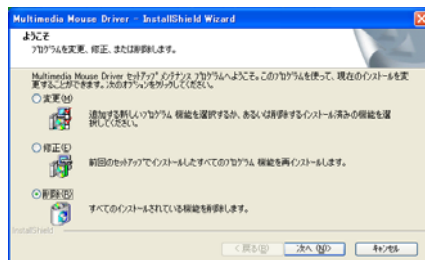 Multimedia Mouse Driver - InstallShield Wizard
ようこそ
プログラムを変更、修正、または削除します。
Multimedia Mouse Driver セットアップ メンテナンス プログラムへようこそ。このプログラムを使って、現在のインストールを変
更することができます。次のオプションをクリックしてください。
変更(M)
追加する新しいプログラム 機能を選択するか、あるいは削除するインストール済みの機能を選
択してください。
修正(E)
前回のセットアップでインストールしたすべてのプログラム 機能を再インストールします。
削除(R)
すべてのインストールされている機能を削除します。
InstallShield
< 戻る(B)
次へ (N)>
キャンセル